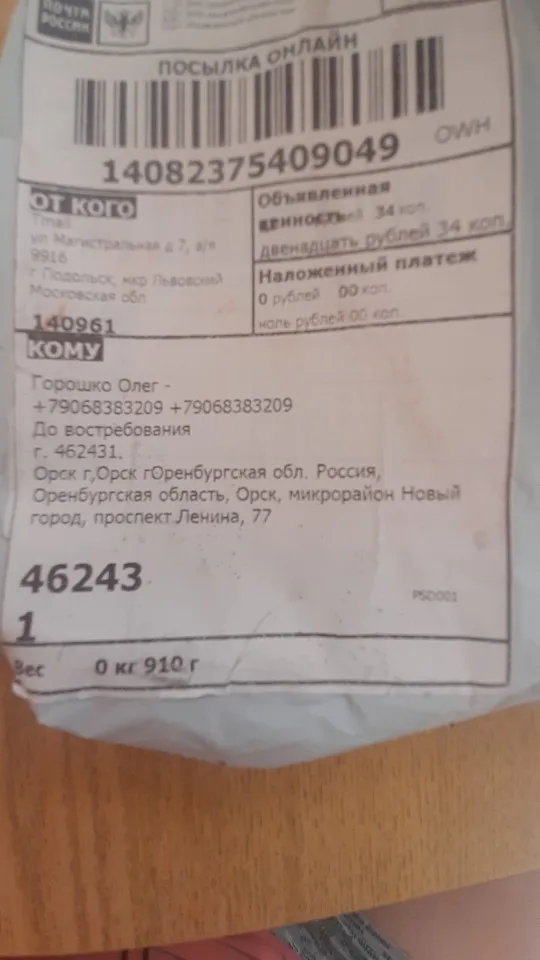 ПОЧТА
РОССИИ
ПОСЫЛКА ОНЛАЙН
14082375409049
OWH
ОТ КОГО
Tmall
ул Магистральная д 7, а/я
9916
г Подольск, мкр Львовский
Московская обл
140961
Объявленная
ценность 34 коп.
двенадцать рублей 34 коп.
Наложенный платеж
0 рублей 00 коп.
ноль рублей 00 коп.
КОМУ
Горошко Олег -
+79068383209 +79068383209
До востребования
г. 462431,
Орск г,Орск гОренбургская обл. Россия,
Оренбургская область, Орск, микрорайон Новый
город, проспект Ленина, 77
46243
1
PSD001
Вес 0 кг 910 г